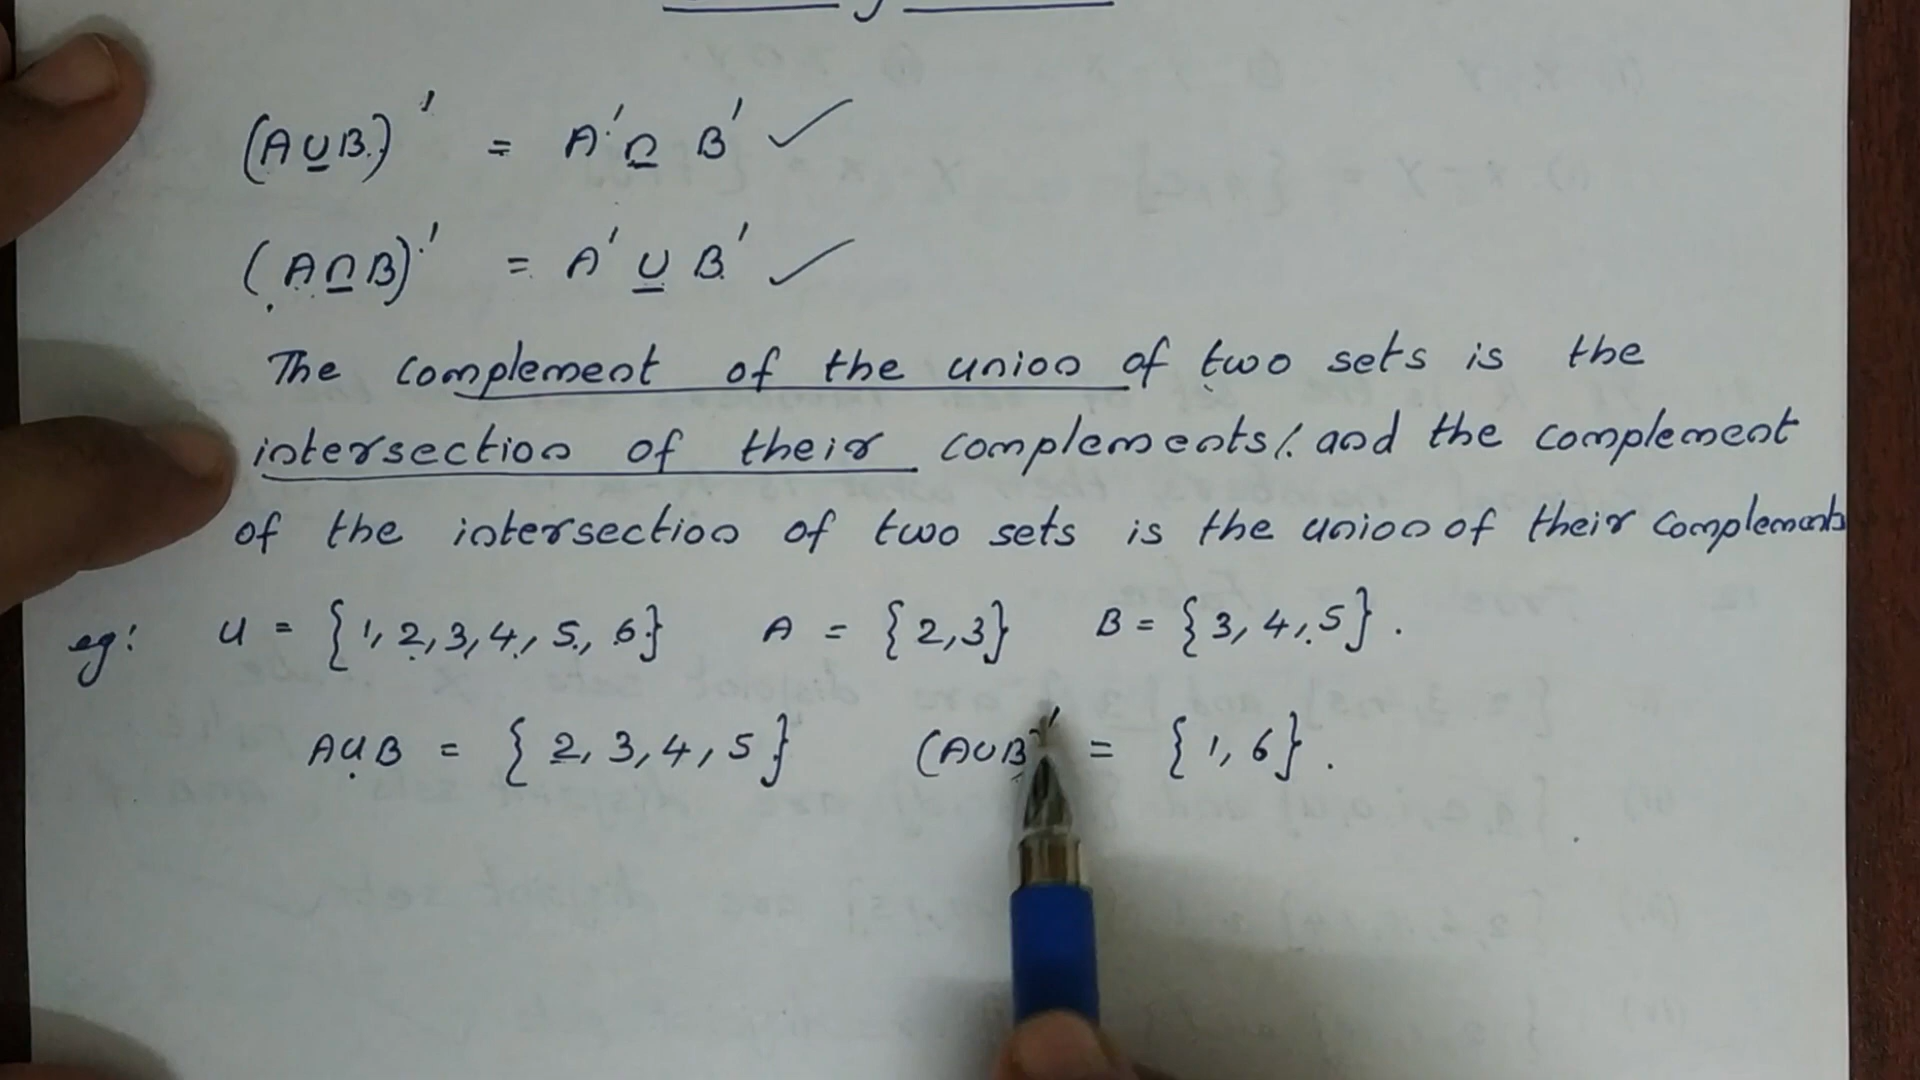 (A∪B)' = A' ∩ B' ✓
(A∩B)' = A' ∪ B' ✓
The complement of the union of two sets is the
intersection of their complements/. and the complement
of the intersection of two sets is the union of their complements
eg: U = {1, 2, 3, 4, 5, 6} A = {2, 3} B = {3, 4, 5}.
A∪B = {2, 3, 4, 5} (A∪B)' = {1, 6}.